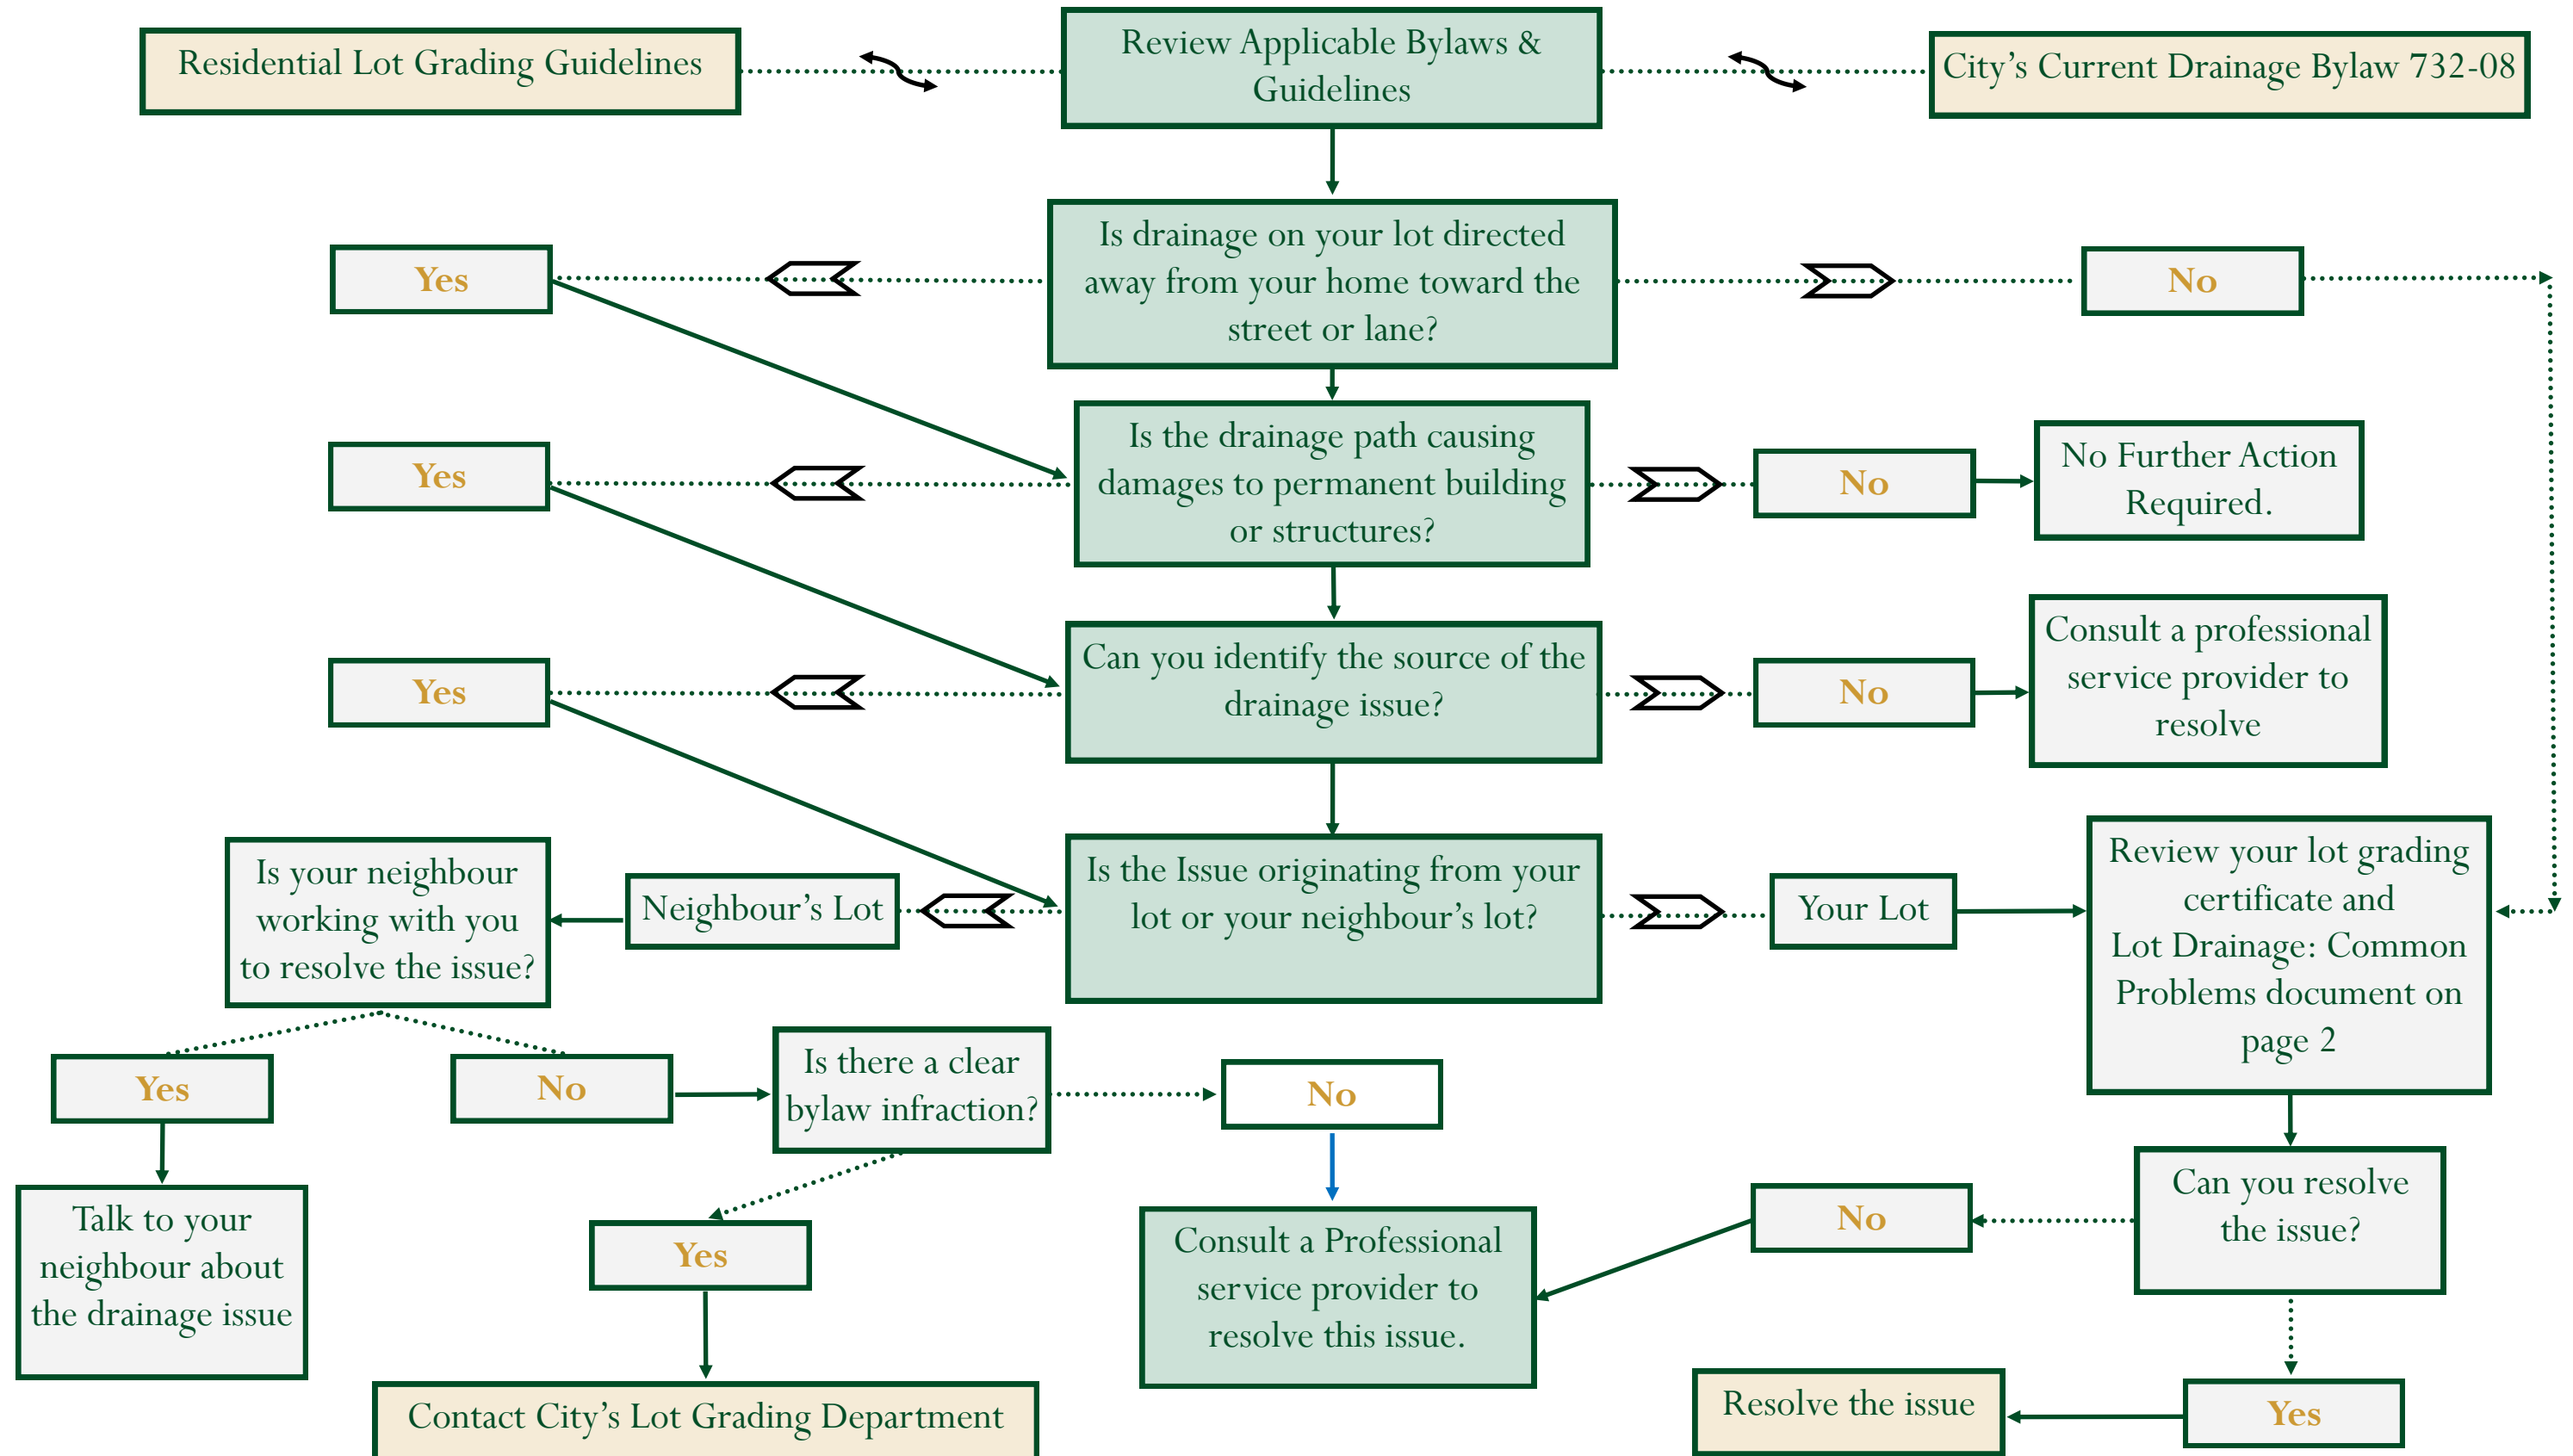 Residential Lot Grading Guidelines
Review Applicable Bylaws &
Guidelines
City’s Current Drainage Bylaw 732-08
Is drainage on your lot directed
away from your home toward the
street or lane?
Yes
No
Is the drainage path causing
damages to permanent building
or structures?
Yes
No
No Further Action
Required.
Can you identify the source of the
drainage issue?
Yes
No
Consult a professional
service provider to
resolve
Is the Issue originating from your
lot or your neighbour’s lot?
Neighbour’s Lot
Your Lot
Is your neighbour
working with you
to resolve the issue?
Review your lot grading
certificate and
Lot Drainage: Common
Problems document on
page 2
Yes
No
Is there a clear
bylaw infraction?
No
Talk to your
neighbour about
the drainage issue
Yes
Consult a Professional
service provider to
resolve this issue.
No
Can you resolve
the issue?
Contact City’s Lot Grading Department
Resolve the issue
Yes